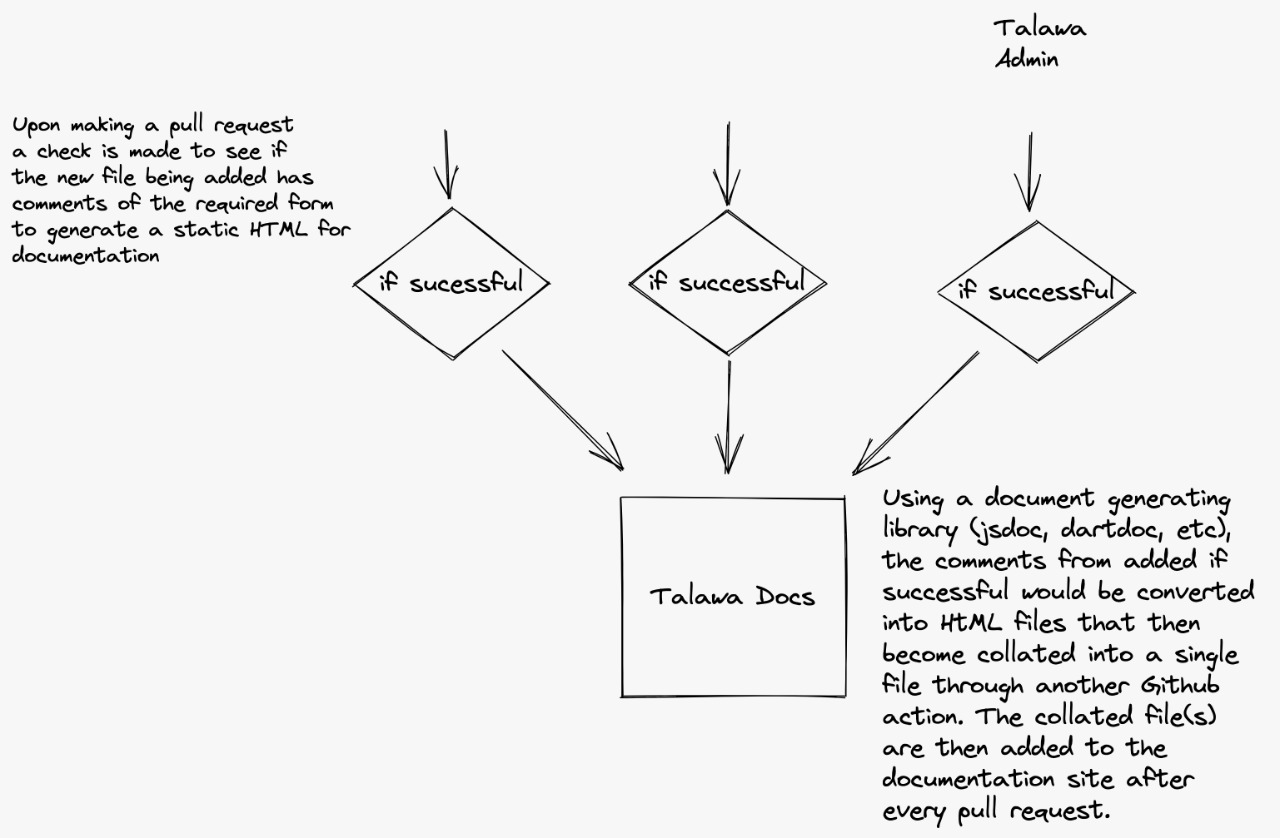 Talawa
Admin
Upon making a pull request
a check is made to see if
the new file being added has
comments of the required form
to generate a static HTML for
documentation
if sucessful
if successful
if successful
Talawa Docs
Using a document generating
library (jsdoc, dartdoc, etc),
the comments from added if
successful would be converted
into HTML files that then
become collated into a single
file through another Github
action. The collated file(s)
are then added to the
documentation site after
every pull request.